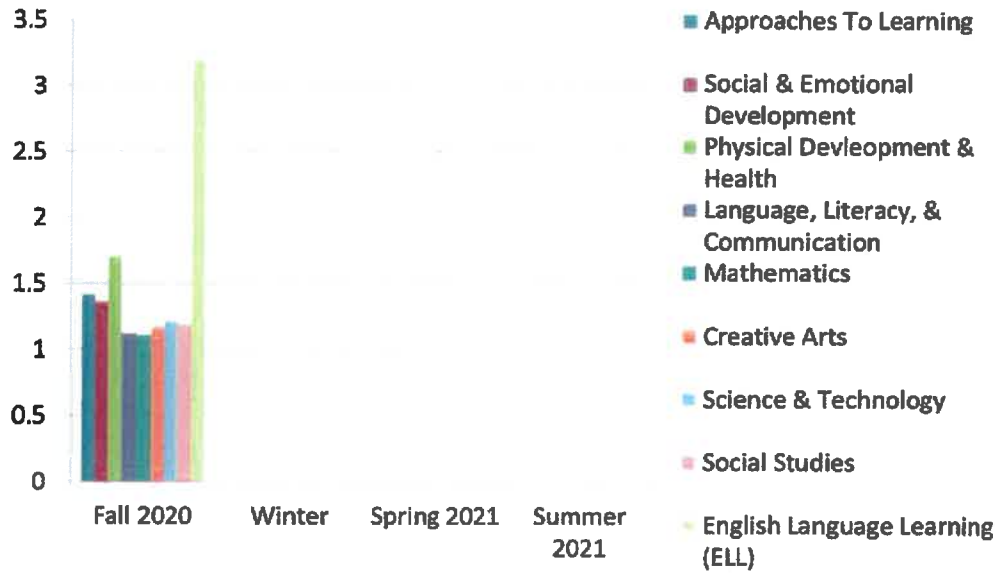 3.5
3
2.5
2
1.5
1
0.5
0
Fall 2020
Winter
Spring 2021
Summer
2021
Approaches To Learning
Social & Emotional
Development
Physical Devleopment &
Health
Language, Literacy, &
Communication
Mathematics
Creative Arts
Science & Technology
Social Studies
English Language Learning
(ELL)